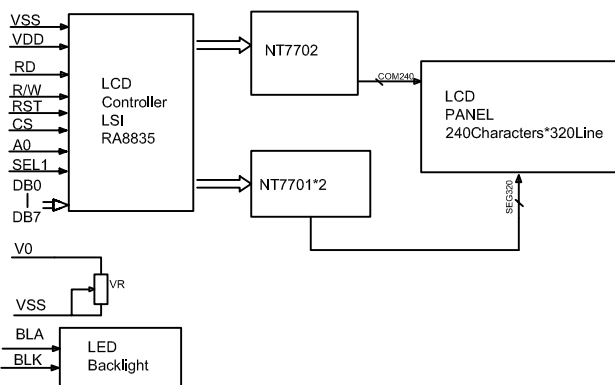 VSS
VDD
RD
R/W
RST
CS
A0
SEL1
DB0
DB7
LCD
Controller
LSI
RA8835
NT7702
COM240
NT7701*2
SEG320
LCD
PANEL
240Characters*320Line
V0
VR
VSS
BLA
BLK
LED
Backlight